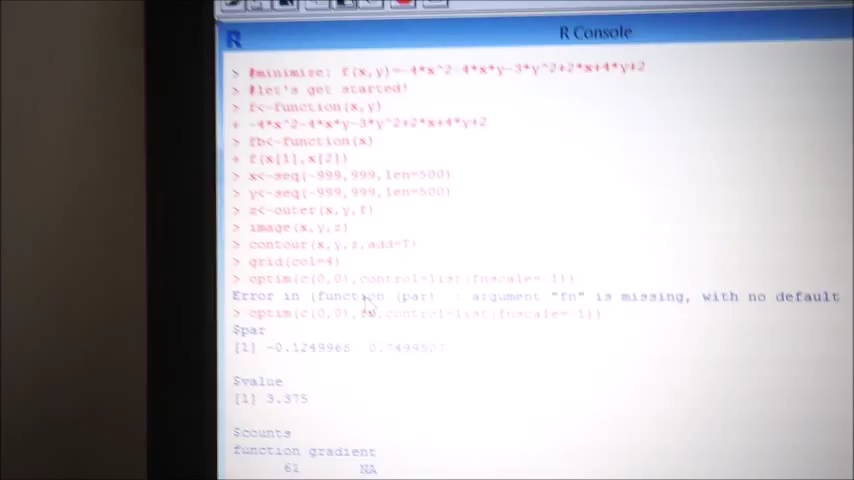 R Console
> #minimize: f(x,y)=-4*x^2-4*x*y-3*y^2+2*x+4*y+2
> #let's get started!
> f<-function(x,y)
+ -4*x^2-4*x*y-3*y^2+2*x+4*y+2
> fb<-function(x)
+ f(x[1],x[2])
> x<-seq(-999,999,len=500)
> y<-seq(-999,999,len=500)
> z<-outer(x,y,f)
> image(x,y,z)
> contour(x,y,z,add=T)
> grid(col=4)
> optim(c(0,0),control=list(fnscale=-1))
Error in (function (par) : argument "fn" is missing, with no default
> optim(c(0,0),fb,control=list(fnscale=-1))
$par
[1] -0.1249968
$value
[1] 3.375
$counts
function gradient
61 NA